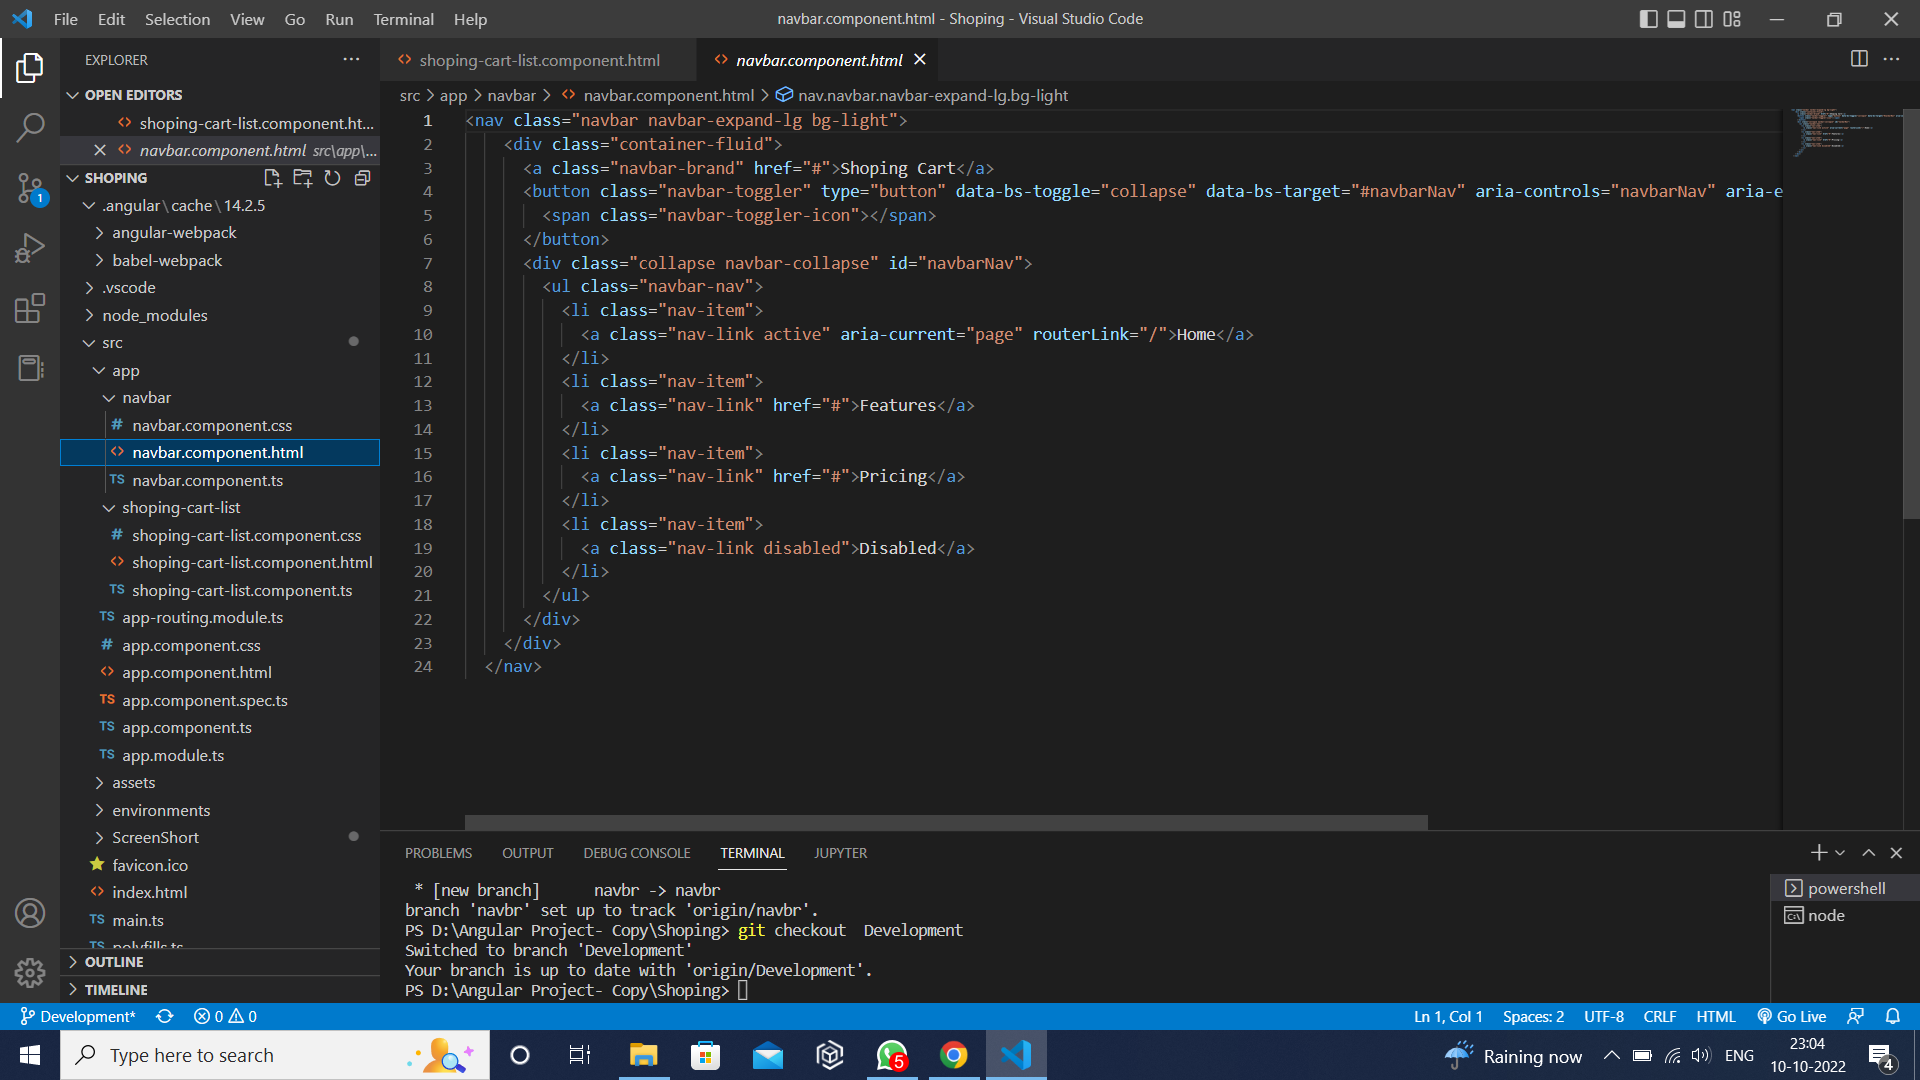 File Edit Selection View Go Run Terminal Help
navbar.component.html - Shoping - Visual Studio Code
EXPLORER
OPEN EDITORS
shoping-cart-list.component.ht...
navbar.component.html src\app\...
SHOPING
.angular\cache\14.2.5
angular-webpack
babel-webpack
.vscode
node_modules
src
app
navbar
# navbar.component.css
<> navbar.component.html
TS navbar.component.ts
shoping-cart-list
# shoping-cart-list.component.css
<> shoping-cart-list.component.html
TS shoping-cart-list.component.ts
TS app-routing.module.ts
# app.component.css
<> app.component.html
TS app.component.spec.ts
TS app.component.ts
TS app.module.ts
assets
environments
ScreenShort
favicon.ico
<> index.html
TS main.ts
TS polyfills.ts
OUTLINE
TIMELINE
1
<> shoping-cart-list.component.html
<> navbar.component.html
src > app > navbar > <> navbar.component.html > nav.navbar.navbar-expand-lg.bg-light
1 <nav class="navbar navbar-expand-lg bg-light">
2 <div class="container-fluid">
3 <a class="navbar-brand" href="#">Shoping Cart</a>
4 <button class="navbar-toggler" type="button" data-bs-toggle="collapse" data-bs-target="#navbarNav" aria-controls="navbarNav" aria-e
5 <span class="navbar-toggler-icon"></span>
6 </button>
7 <div class="collapse navbar-collapse" id="navbarNav">
8 <ul class="navbar-nav">
9 <li class="nav-item">
10 <a class="nav-link active" aria-current="page" routerLink="/">Home</a>
11 </li>
12 <li class="nav-item">
13 <a class="nav-link" href="#">Features</a>
14 </li>
15 <li class="nav-item">
16 <a class="nav-link" href="#">Pricing</a>
17 </li>
18 <li class="nav-item">
19 <a class="nav-link disabled">Disabled</a>
20 </li>
21 </ul>
22 </div>
23 </div>
24 </nav>
PROBLEMS OUTPUT DEBUG CONSOLE TERMINAL JUPYTER
* [new branch] navbr -> navbr
branch 'navbr' set up to track 'origin/navbr'.
PS D:\Angular Project- Copy\Shoping> git checkout Development
Switched to branch 'Development'
Your branch is up to date with 'origin/Development'.
PS D:\Angular Project- Copy\Shoping>
powershell
node
Development* 0 0
Ln 1, Col 1 Spaces: 2 UTF-8 CRLF HTML Go Live
Type here to search
5
Raining now
ENG
23:04
10-10-2022
4